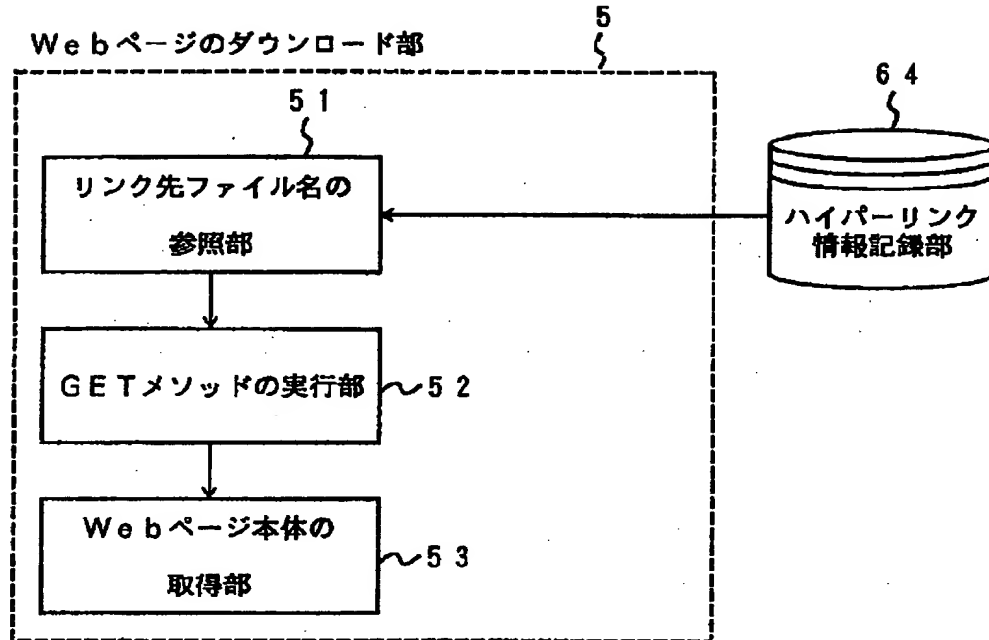 5
Ｗｅｂページのダウンロード部
５１
６４
リンク先ファイル名の
参照部
ハイパーリンク
情報記録部
ＧＥＴメソッドの実行部
５２
Ｗｅｂページ本体の
取得部
５３